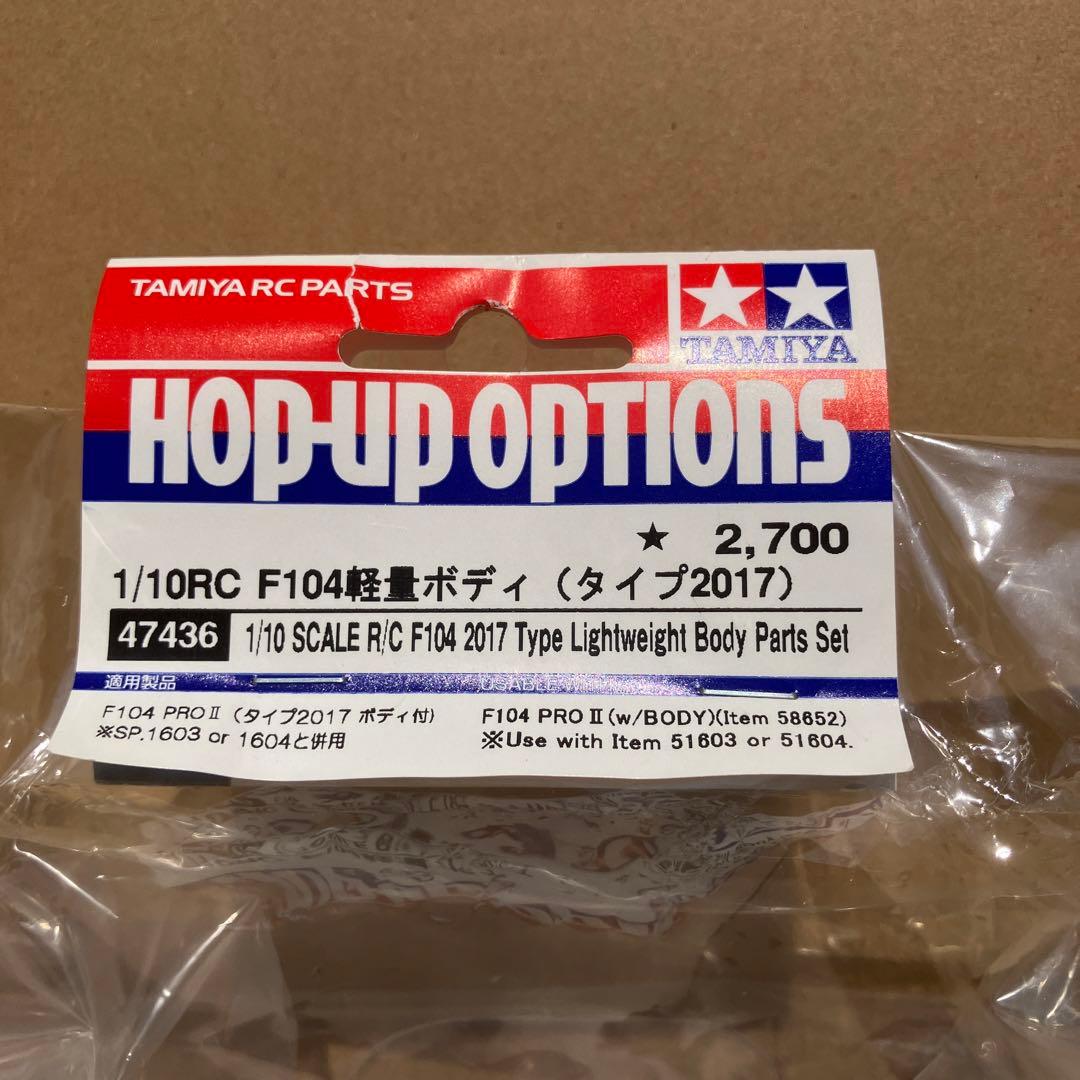 TAMIYA RC PARTS
TAMIYA
HOP-UP OPTIONS
★ 2,700
1/10RC F104軽量ボディ（タイプ2017）
47436 1/10 SCALE R/C F104 2017 Type Lightweight Body Parts Set
適用製品 USABLE WITH
F104 PROⅡ（タイプ2017 ボディ付）
※SP.1603 or 1604と併用
F104 PRO Ⅱ (w/BODY)(Item 58652)
※Use with Item 51603 or 51604.